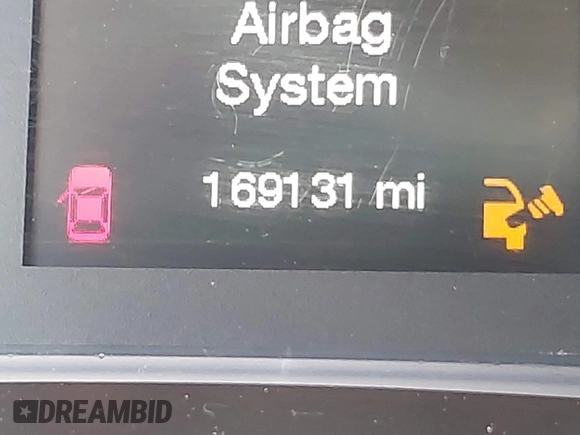 Airbag
System
169131 mi
DREAMBID